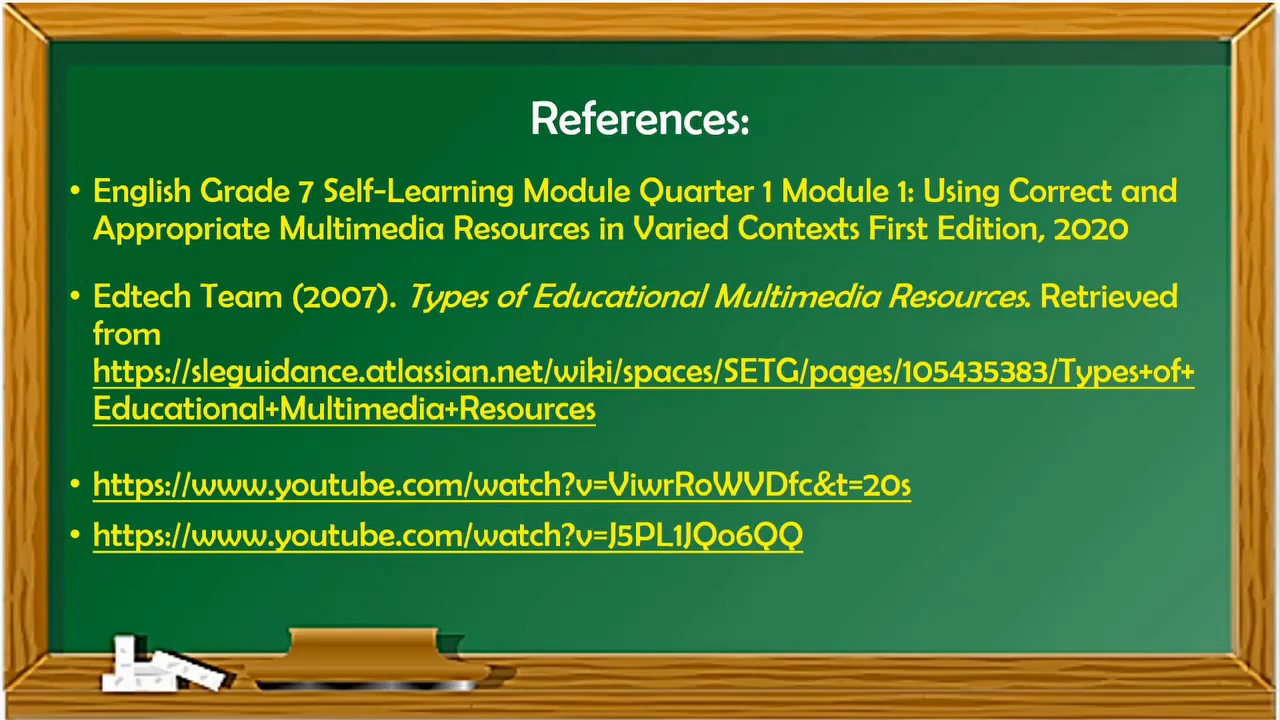 References:
• English Grade 7 Self-Learning Module Quarter 1 Module 1: Using Correct and
Appropriate Multimedia Resources in Varied Contexts First Edition, 2020
• Edtech Team (2007). Types of Educational Multimedia Resources. Retrieved
from
https://sleguidance.atlassian.net/wiki/spaces/SETG/pages/105435383/Types+of+
Educational+Multimedia+Resources
• https://www.youtube.com/watch?v=ViwrRoWVDfc&t=20s
• https://www.youtube.com/watch?v=J5PL1JQo6QQ